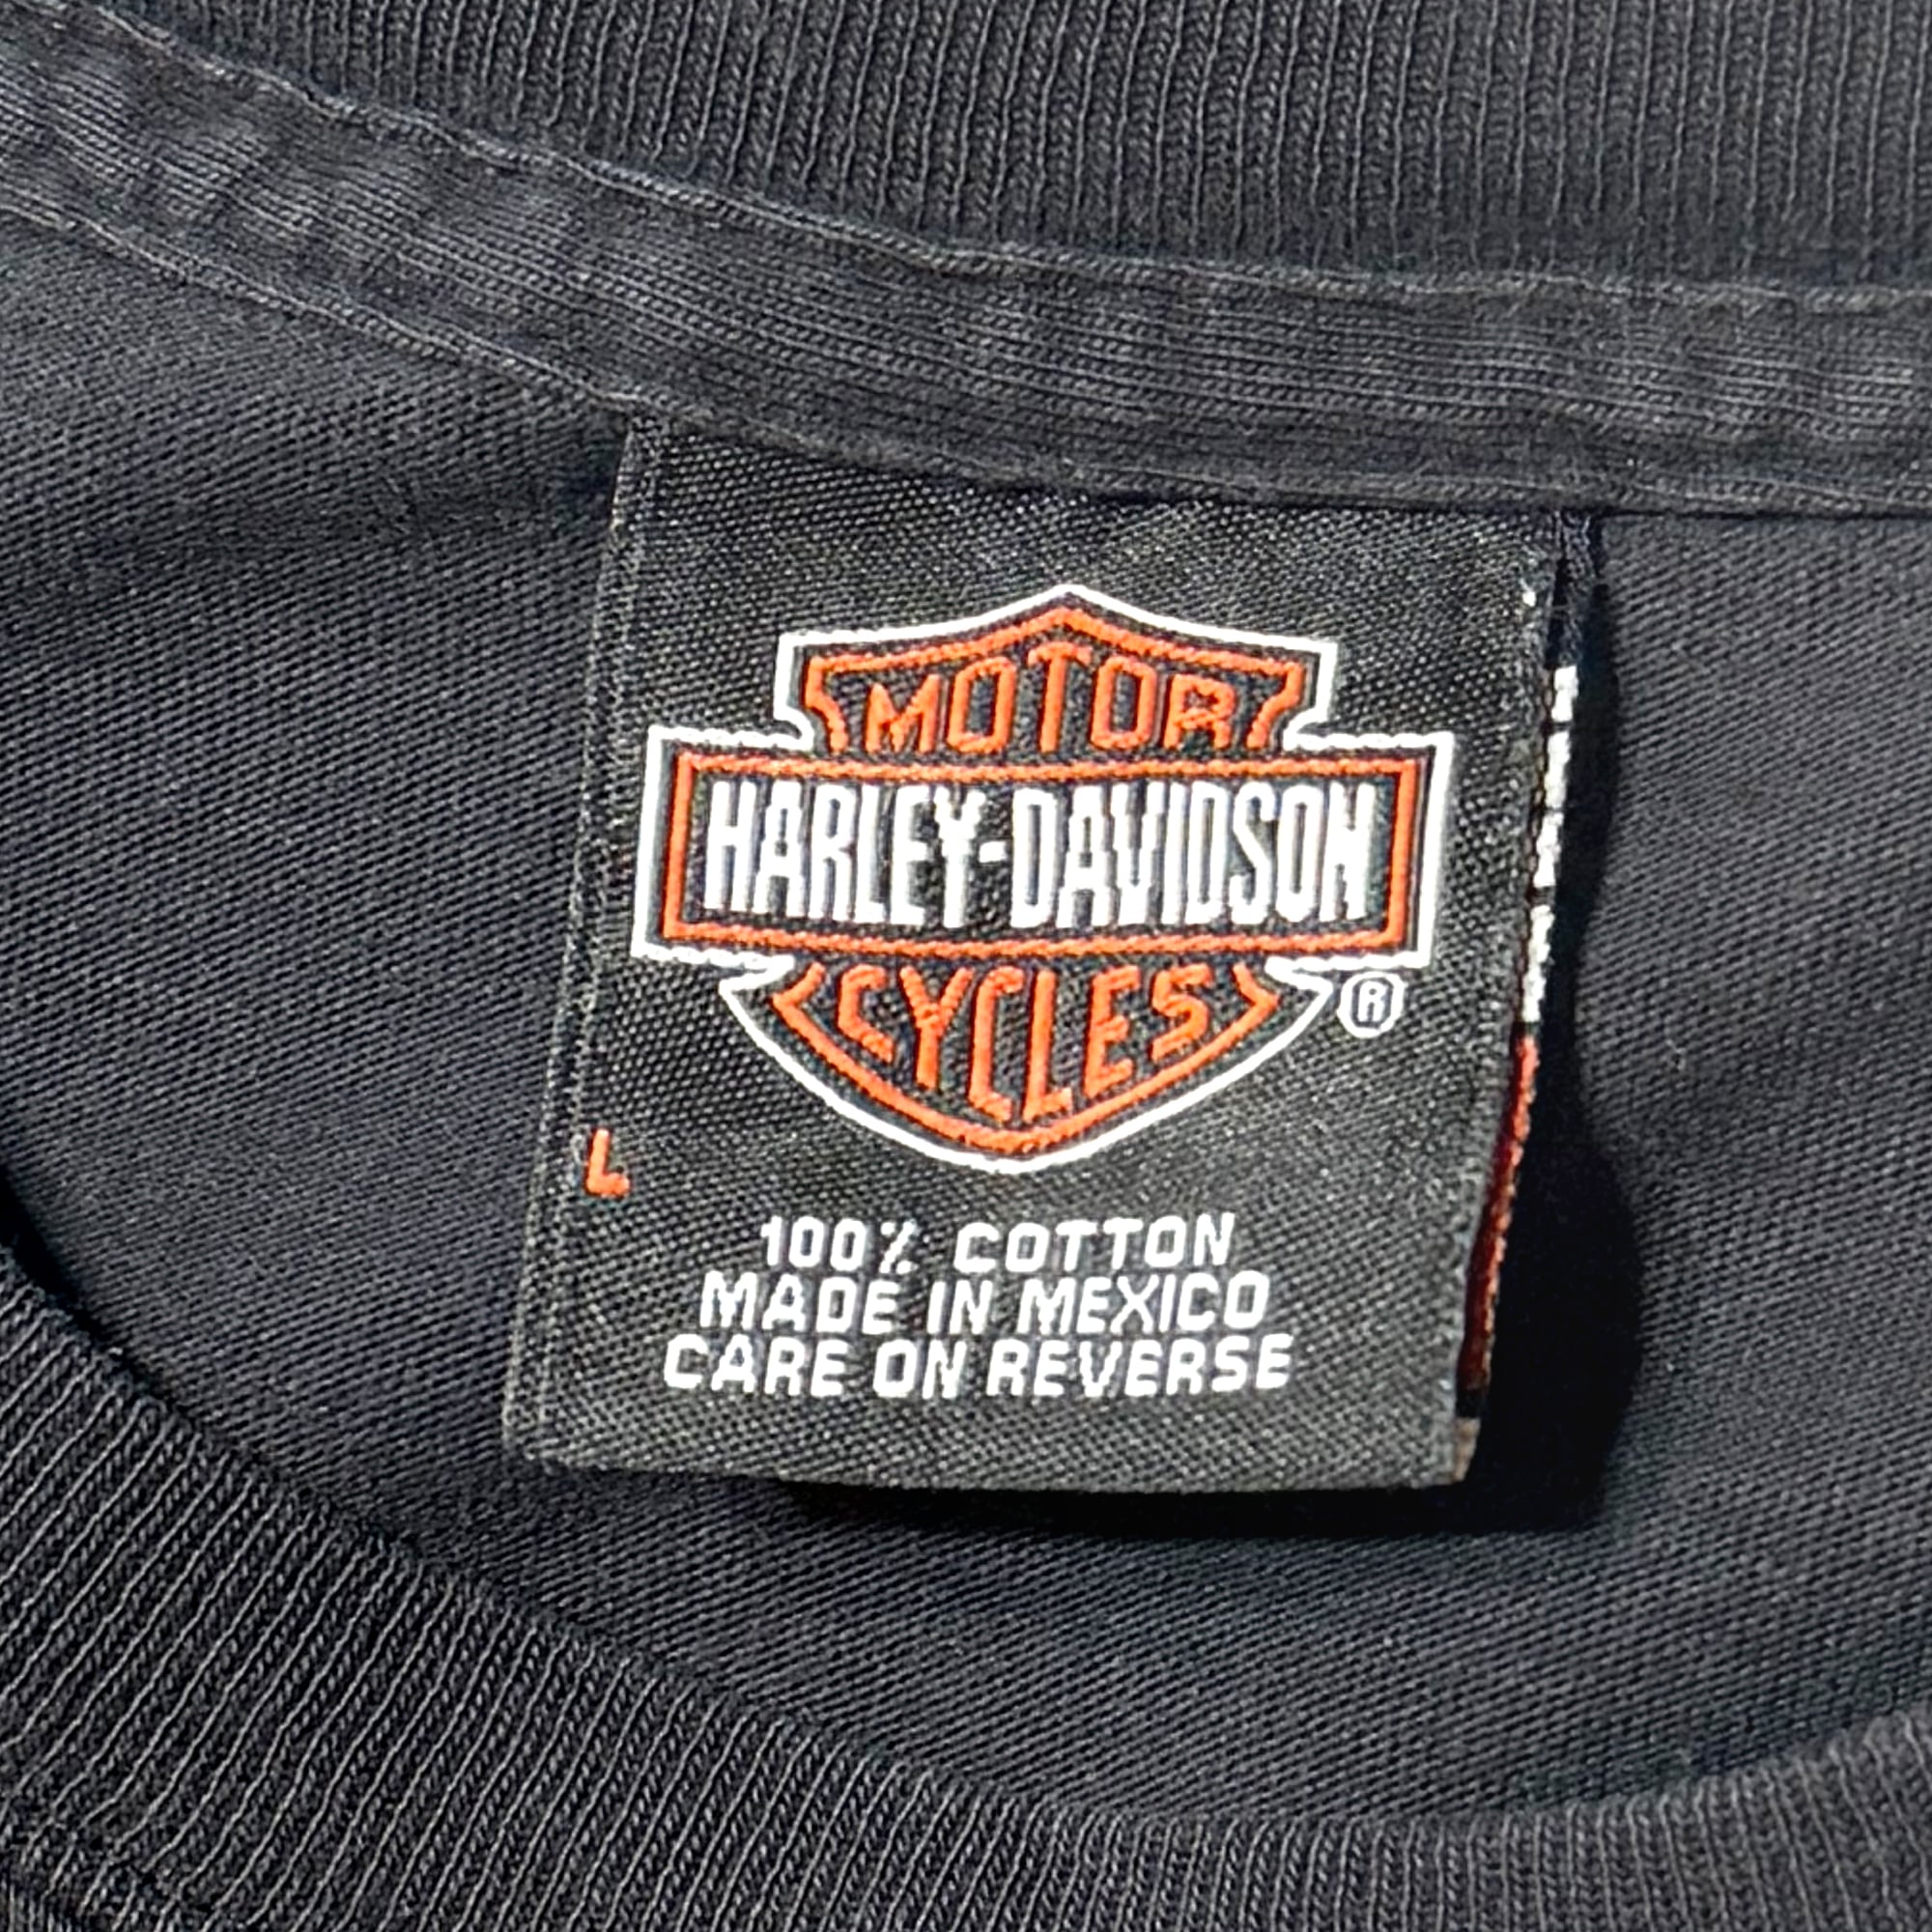 MOTOR
HARLEY-DAVIDSON
CYCLES
®
L
100% COTTON
MADE IN MEXICO
CARE ON REVERSE